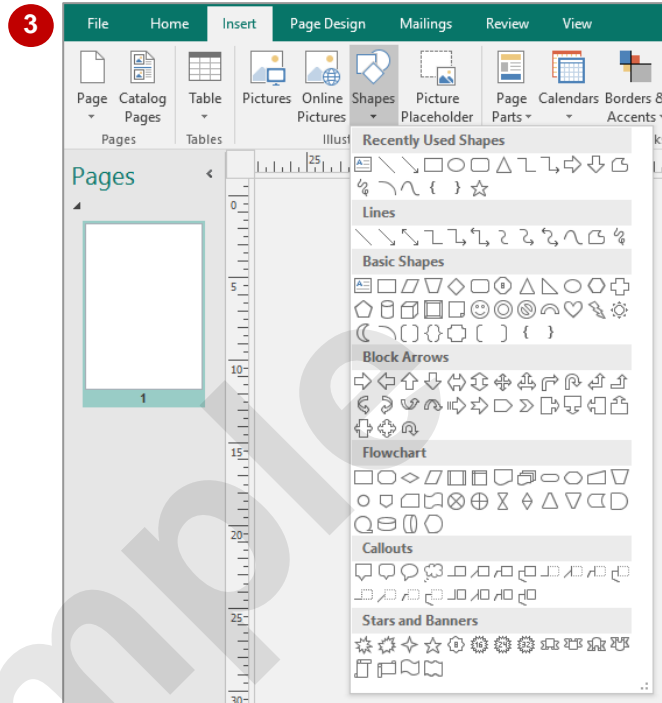 3
File Home Insert Page Design Mailings Review View
Page Catalog Table Pictures Online Shapes Picture Page Calendars Borders &
Pages Pictures Placeholder Parts Accents
Pages Tables Illust
Recently Used Shapes
Pages
25
0
Lines
5
Basic Shapes
10
Block Arrows
1
15
Flowchart
20
Callouts
25
Stars and Banners
30
mple